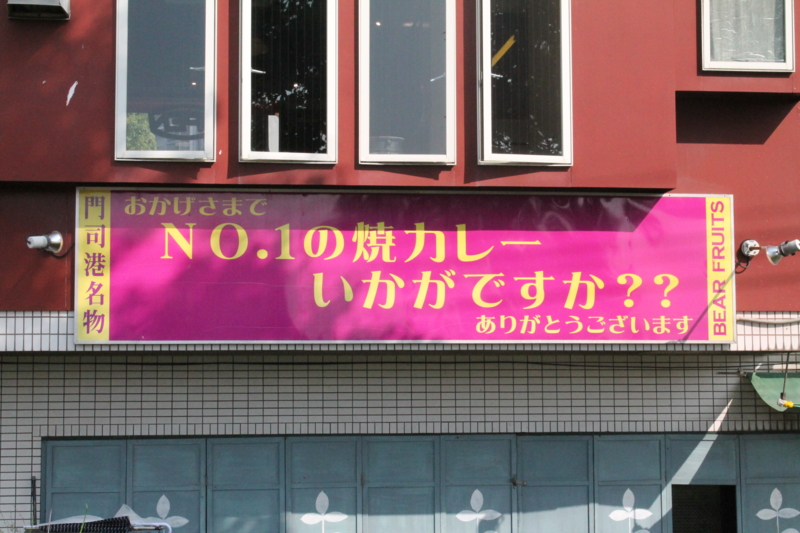 門司港名物
おかげさまで
NO.1の焼カレー
いかがですか??
ありがとうございます
BEAR FRUITS